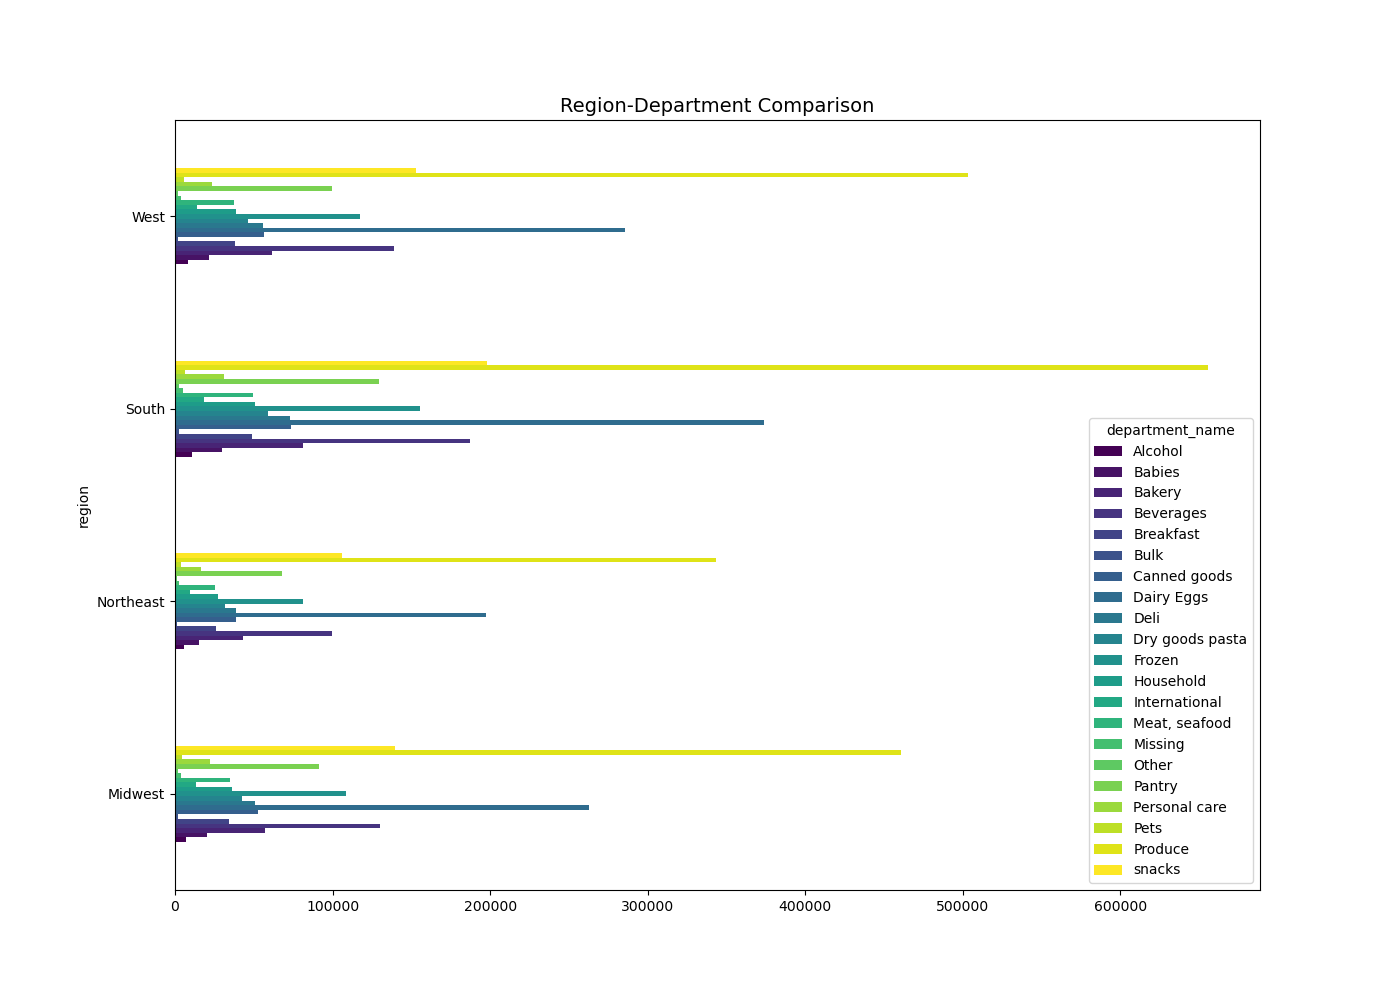 Region-Department Comparison
West
South
Northeast
Midwest
region
0
100000
200000
300000
400000
500000
600000
department_name
Alcohol
Babies
Bakery
Beverages
Breakfast
Bulk
Canned goods
Dairy Eggs
Deli
Dry goods pasta
Frozen
Household
International
Meat, seafood
Missing
Other
Pantry
Personal care
Pets
Produce
snacks